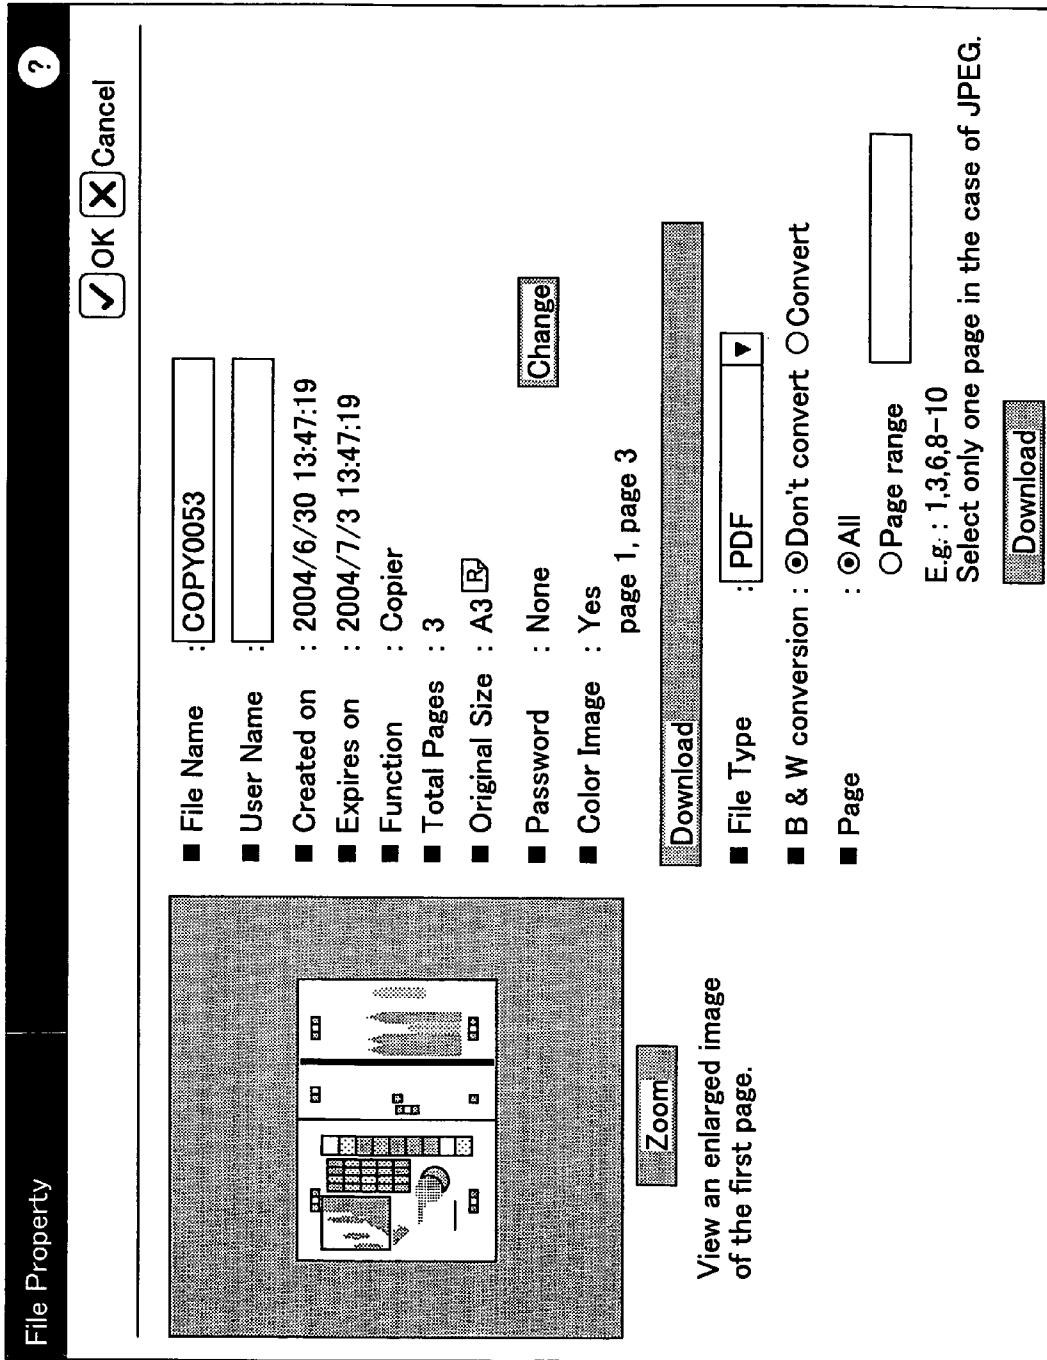 File Property ?
OK Cancel
■ File Name : COPY0053
■ User Name :
■ Created on : 2004/6/30 13:47:19
■ Expires on : 2004/7/3 13:47:19
■ Function : Copier
■ Total Pages : 3
■ Original Size : A3 R
■ Password : None Change
■ Color Image : Yes
page 1, page 3
Zoom
View an enlarged image
of the first page.
Download
■ File Type : PDF ▼
■ B & W conversion : ◉Don't convert ○Convert
■ Page : ◉All
○Page range
E.g. : 1,3,6,8-10
Select only one page in the case of JPEG.
Download